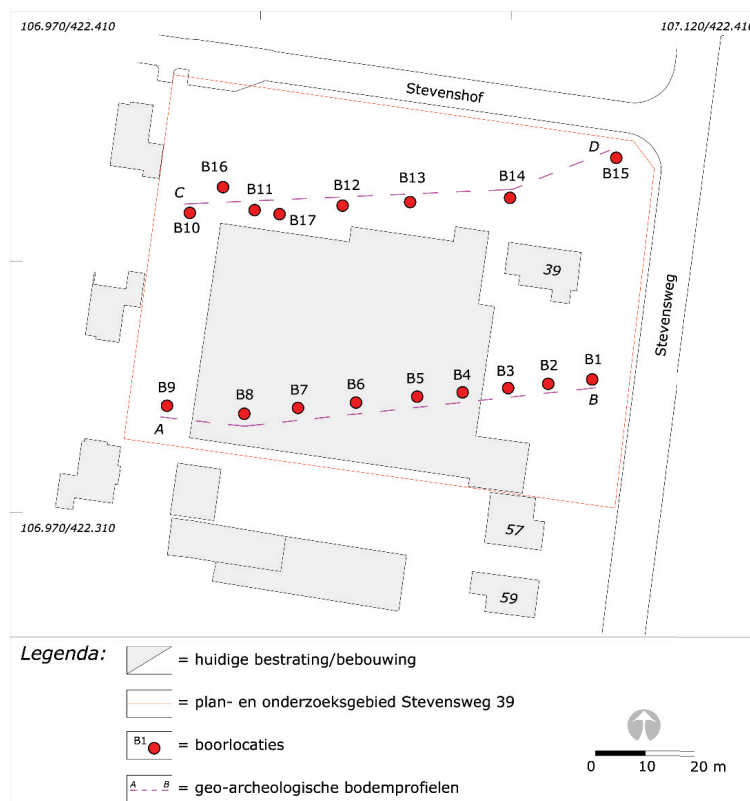 106.970/422.410
107.120/422.410
Stevenshof
D
B16
B13
B14
B15
C
B11
B12
B10
B17
39
Stevensweg
B1
B2
B3
B4
B5
B6
B7
B8
B9
B
A
106.970/422.310
57
59
Legenda:
= huidige bestrating/bebouwing
= plan- en onderzoeksgebied Stevensweg 39
B1
= boorlocaties
A B
= geo-archeologische bodemprofielen
0 10 20 m